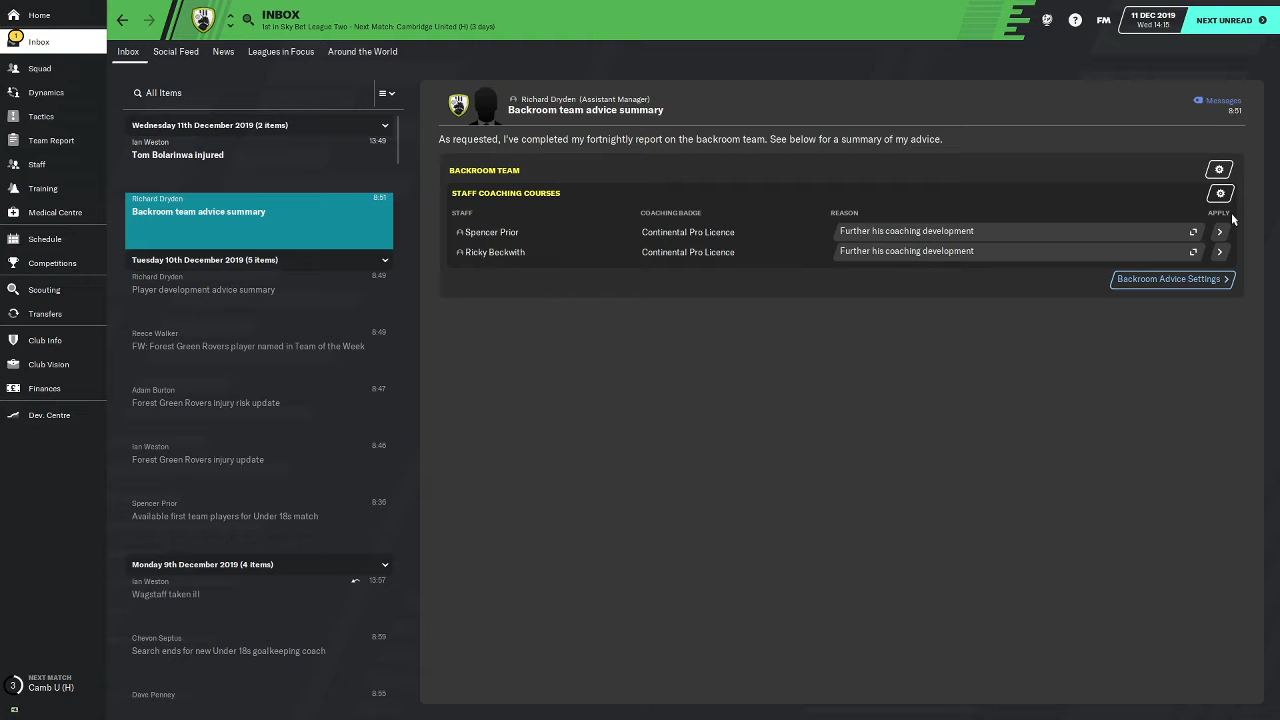 Home
1
Inbox
Squad
Dynamics
Tactics
Team Report
Staff
Training
Medical Centre
Schedule
Competitions
Scouting
Transfers
Club Info
Club Vision
Finances
Dev. Centre
3
NEXT MATCH
Camb U (H)
INBOX
1st in Sky Bet League Two - Next Match: Cambridge United (H) (3 days)
?
FM
11 DEC 2019
Wed 14:15
NEXT UNREAD
Inbox
Social Feed
News
Leagues in Focus
Around the World
All Items
Wednesday 11th December 2019 (2 items)
Ian Weston
13:49
Tom Bolarinwa injured
Richard Dryden
8:51
Backroom team advice summary
Tuesday 10th December 2019 (5 items)
Richard Dryden
8:49
Player development advice summary
Reece Walker
8:49
FW: Forest Green Rovers player named in Team of the Week
Adam Burton
8:47
Forest Green Rovers injury risk update
Ian Weston
8:46
Forest Green Rovers injury update
Spencer Prior
8:36
Available first team players for Under 18s match
Monday 9th December 2019 (4 items)
Ian Weston
13:57
Wagstaff taken ill
Chevon Septus
8:59
Search ends for new Under 18s goalkeeping coach
Dave Penney
8:55
Richard Dryden (Assistant Manager)
Backroom team advice summary
Messages
8:51
As requested, I've completed my fortnightly report on the backroom team. See below for a summary of my advice.
BACKROOM TEAM
STAFF COACHING COURSES
STAFF
COACHING BADGE
REASON
APPLY
Spencer Prior
Continental Pro Licence
Further his coaching development
Ricky Beckwith
Continental Pro Licence
Further his coaching development
Backroom Advice Settings